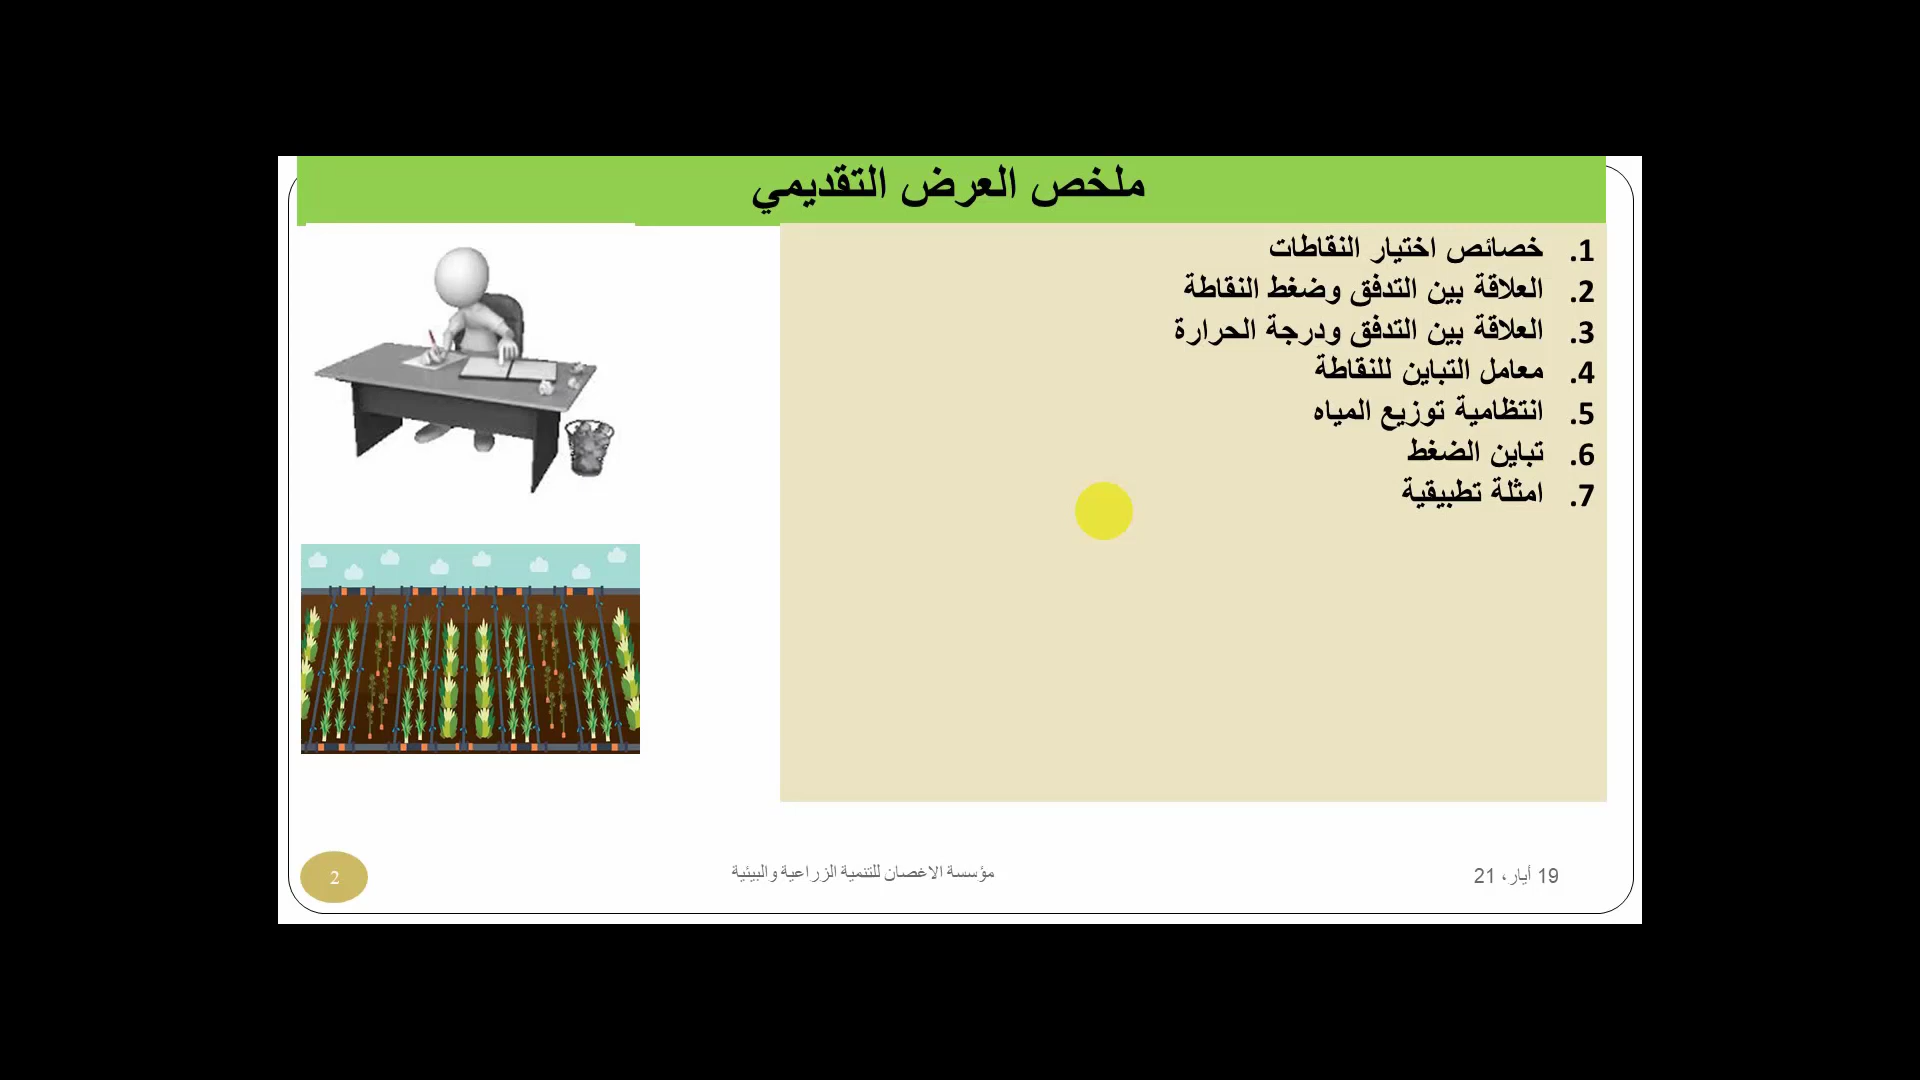 ملخص العرض التقديمي
1. خصائص اختيار النقاطات
2. العلاقة بين التدفق وضغط النقاطة
3. العلاقة بين التدفق ودرجة الحرارة
4. معامل التباين للنقاطة
5. انتظامية توزيع المياه
6. تباين الضغط
7. امثلة تطبيقية
19 أيار، 21
مؤسسة الاغصان للتنمية الزراعية والبيئية
2